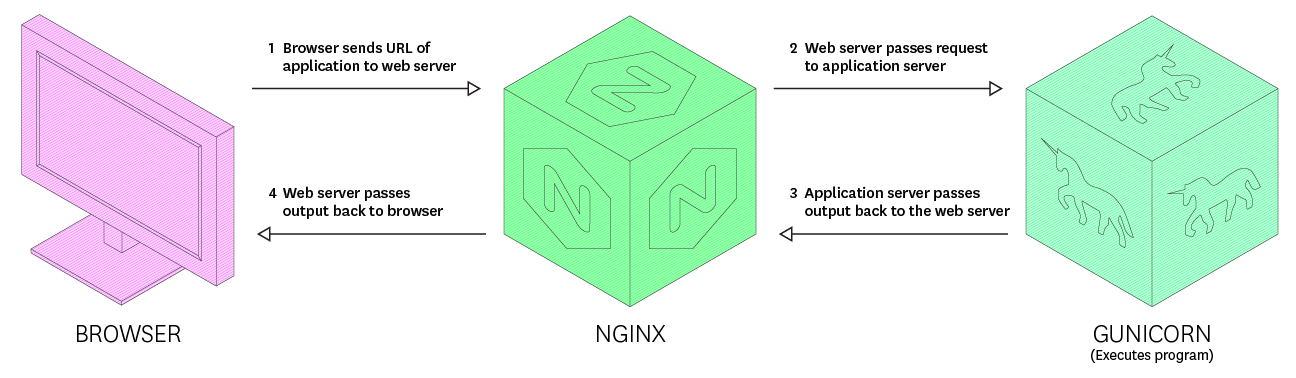 1 Browser sends URL of
application to web server
2 Web server passes request
to application server
4 Web server passes
output back to browser
3 Application server passes
output back to the web server
BROWSER
NGINX
GUNICORN
(Executes program)